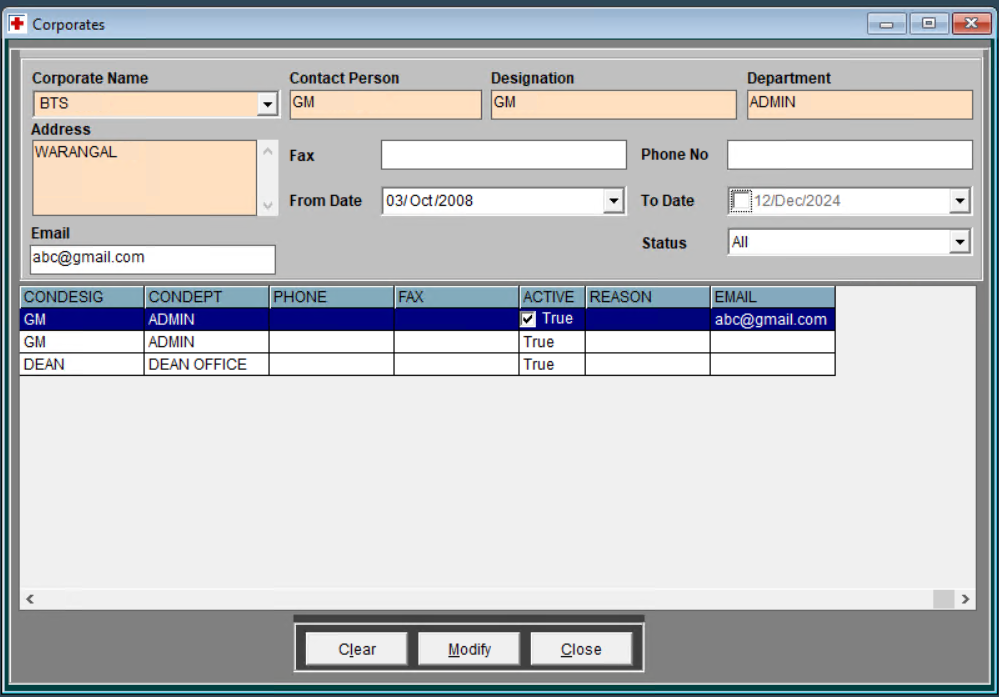 Corporates
Corporate Name Contact Person Designation Department
BTS GM GM ADMIN
Address
WARANGAL
Fax Phone No
From Date 03/Oct/2008 To Date 12/Dec/2024
Email Status All
abc@gmail.com
CONDESIG CONDEPT PHONE FAX ACTIVE REASON EMAIL
GM ADMIN True abc@gmail.com
GM ADMIN True
DEAN DEAN OFFICE True
Clear Modify Close